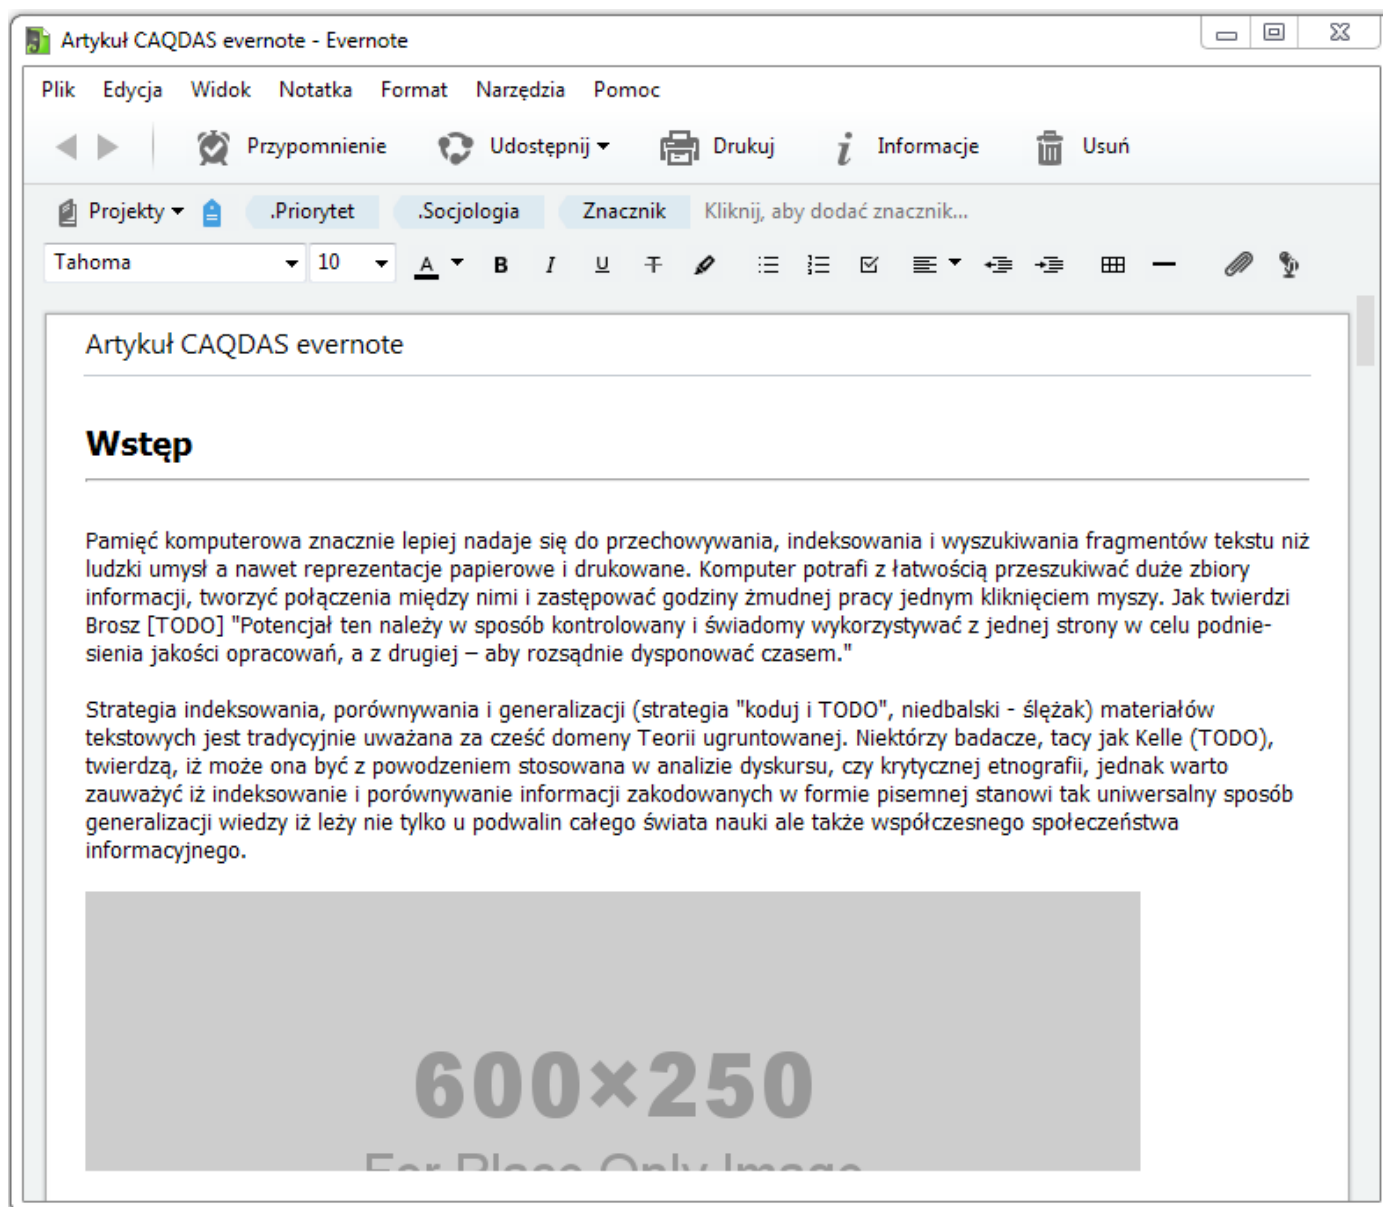 Artykuł CAQDAS evernote - Evernote
Plik Edycja Widok Notatka Format Narzędzia Pomoc
Przypomnienie Udostępnij Drukuj Informacje Usuń
Projekty .Priorytet .Socjologia Znacznik Kliknij, aby dodać znacznik...
Tahoma 10 A B I U T
Artykuł CAQDAS evernote
Wstęp
Pamięć komputerowa znacznie lepiej nadaje się do przechowywania, indeksowania i wyszukiwania fragmentów tekstu niż
ludzki umysł a nawet reprezentacje papierowe i drukowane. Komputer potrafi z łatwością przeszukiwać duże zbiory
informacji, tworzyć połączenia między nimi i zastępować godziny żmudnej pracy jednym kliknięciem myszy. Jak twierdzi
Brosz [TODO] "Potencjał ten należy w sposób kontrolowany i świadomy wykorzystywać z jednej strony w celu podnie-
sienia jakości opracowań, a z drugiej – aby rozsądnie dysponować czasem."
Strategia indeksowania, porównywania i generalizacji (strategia "koduj i TODO", niedbalski - ślężak) materiałów
tekstowych jest tradycyjnie uważana za cześć domeny Teorii ugruntowanej. Niektórzy badacze, tacy jak Kelle (TODO),
twierdzą, iż może ona być z powodzeniem stosowana w analizie dyskursu, czy krytycznej etnografii, jednak warto
zauważyć iż indeksowanie i porównywanie informacji zakodowanych w formie pisemnej stanowi tak uniwersalny sposób
generalizacji wiedzy iż leży nie tylko u podwalin całego świata nauki ale także współczesnego społeczeństwa
informacyjnego.
600×250
For Place Only Image